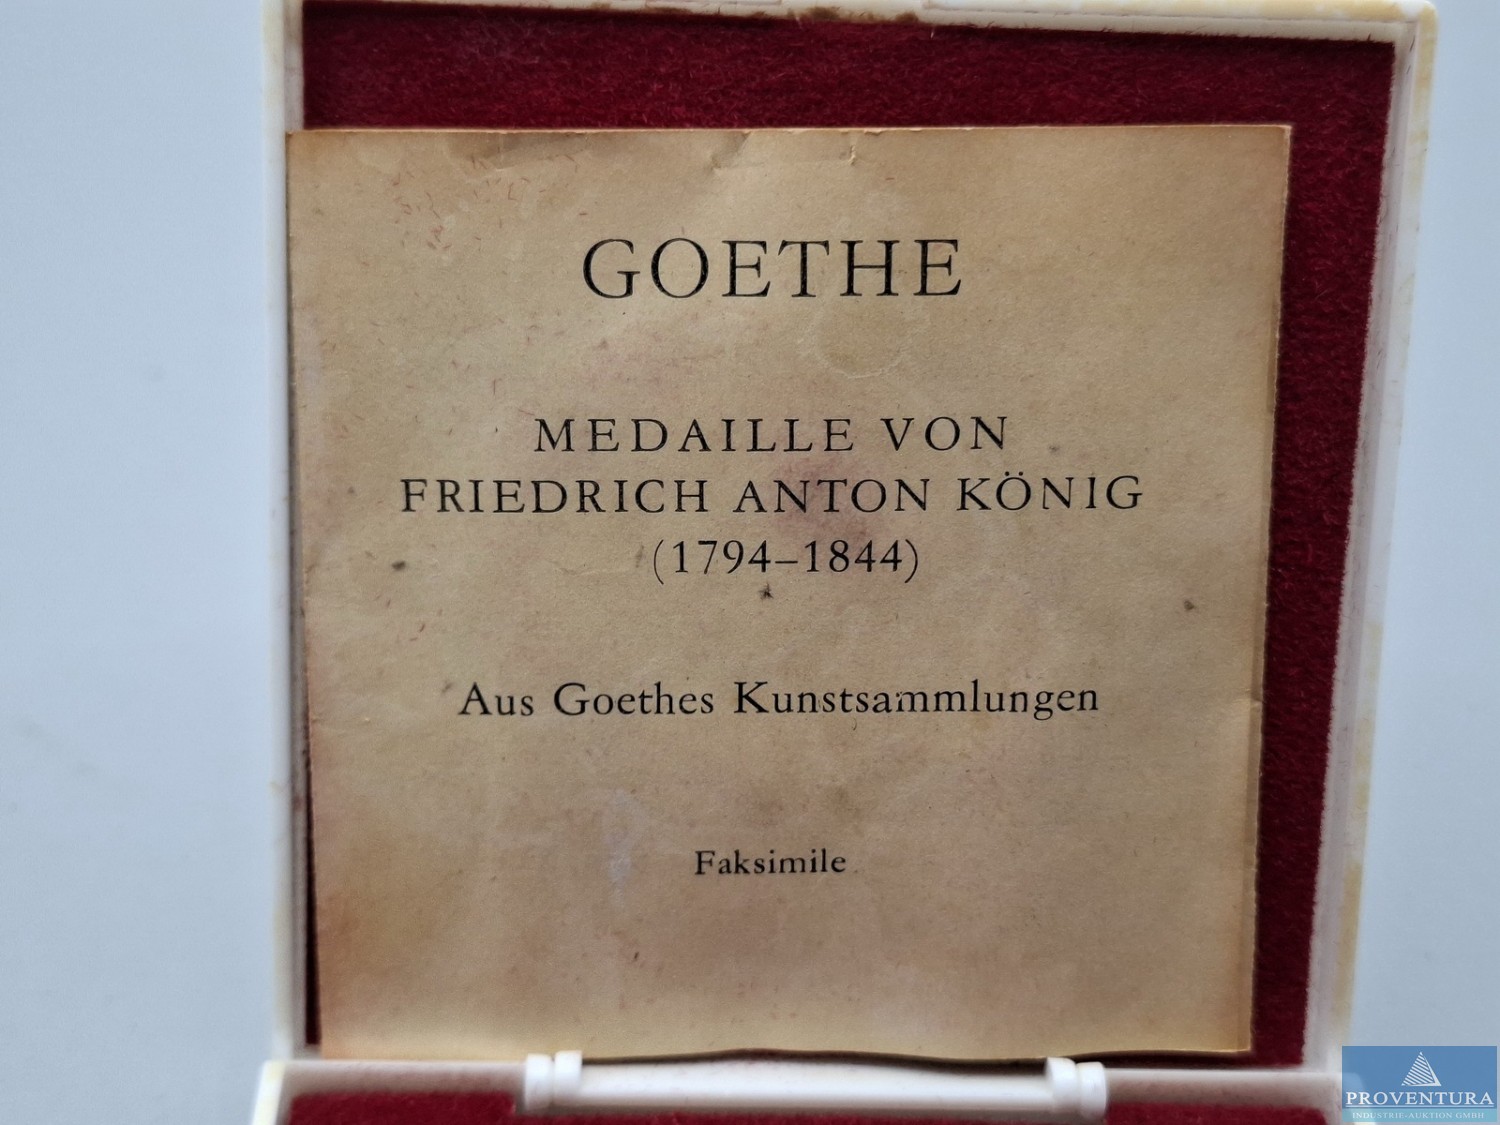 GOETHE
MEDAILLE VON
FRIEDRICH ANTON KÖNIG
(1794–1844)
Aus Goethes Kunstsammlungen
Faksimile
PROVENTURA
INDUSTRIE-AUKTION GMBH